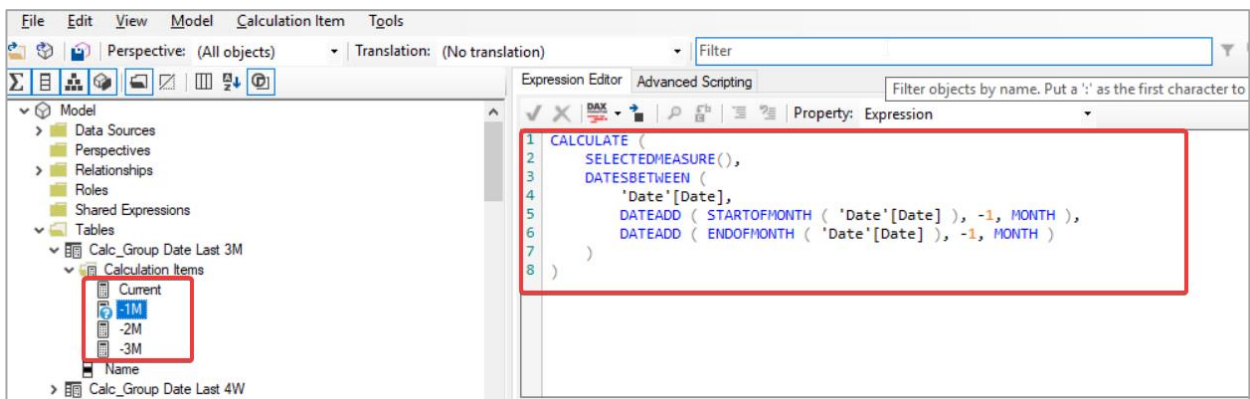 File Edit View Model Calculation Item Tools
Perspective: (All objects) Translation: (No translation) Filter
Expression Editor Advanced Scripting
Filter objects by name. Put a ':' as the first character to
Model
Data Sources
Perspectives
Relationships
Roles
Shared Expressions
Tables
Calc_Group Date Last 3M
Calculation Items
Current
-1M
-2M
-3M
Name
Calc_Group Date Last 4W
DAX Property: Expression
1 CALCULATE (
2 SELECTEDMEASURE(),
3 DATESBETWEEN (
4 'Date'[Date],
5 DATEADD ( STARTOFMONTH ( 'Date'[Date] ), -1, MONTH ),
6 DATEADD ( ENDOFMONTH ( 'Date'[Date] ), -1, MONTH )
7 )
8 )